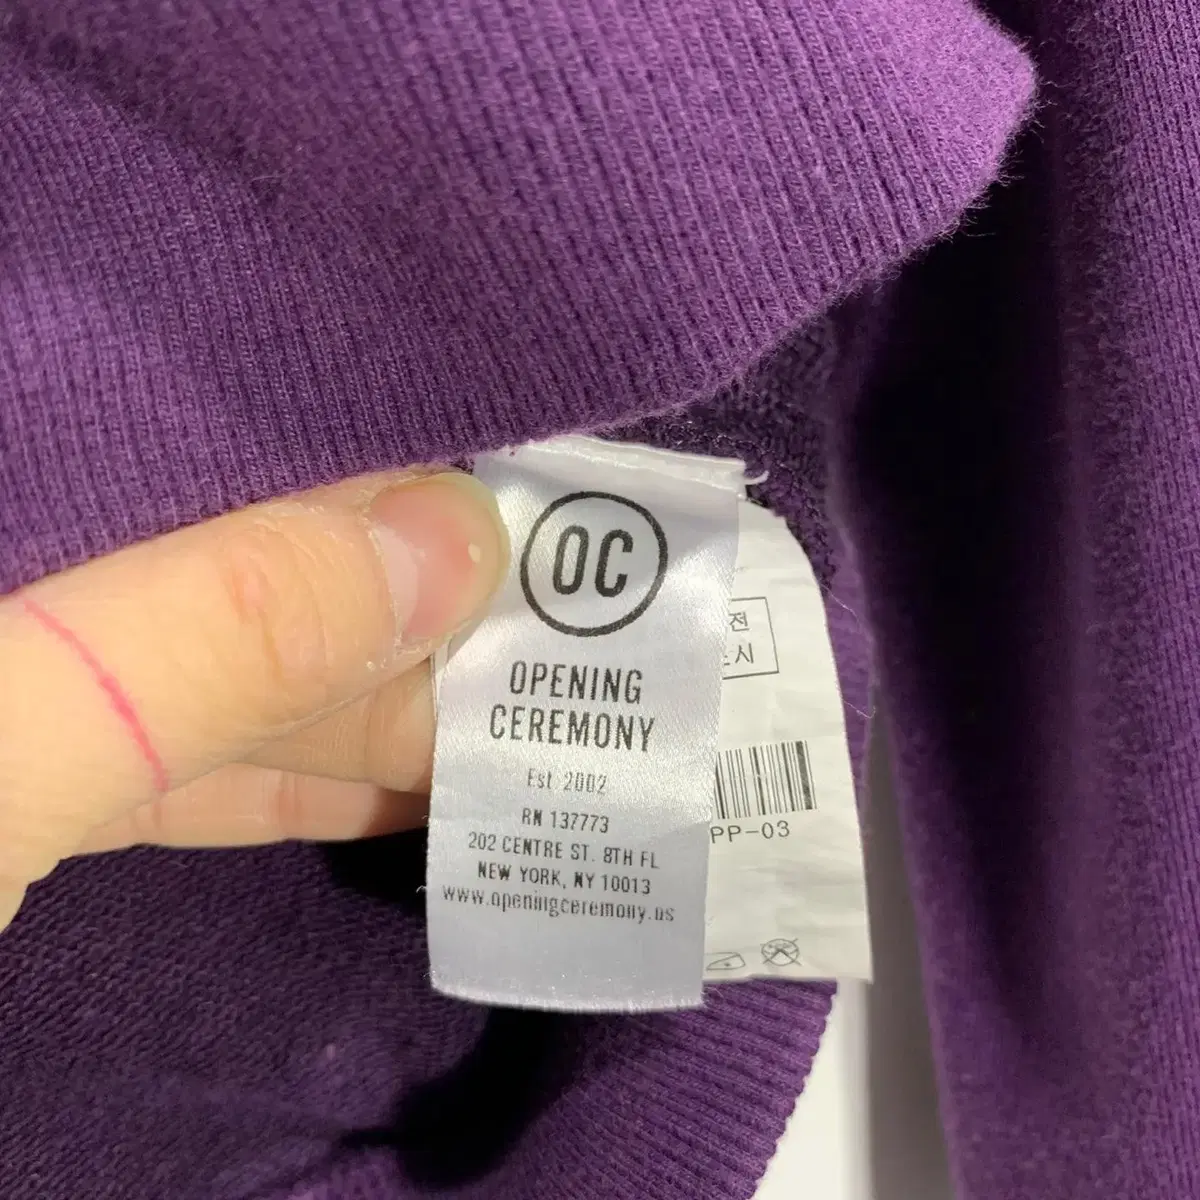 OC
OPENING
CEREMONY
Est 2002
RN 137773
202 CENTRE ST. 8TH FL
NEW YORK, NY 10013
www.openingceremony.us
전
시
PP-03